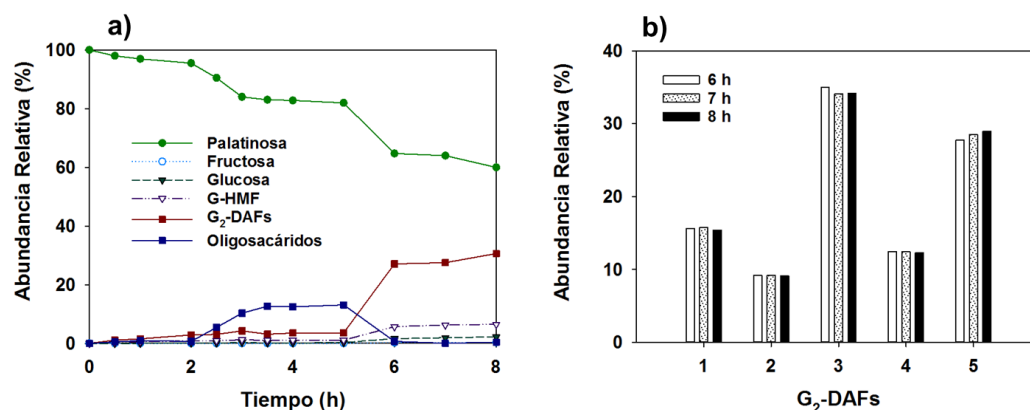 a)
Abundancia Relativa (%)
100
80
60
40
20
0
Palatinosa
Fructosa
Glucosa
G-HMF
G₂-DAFs
Oligosacáridos
0 2 4 6 8
Tiempo (h)
b)
Abundancia Relativa (%)
40
30
20
10
0
6 h
7 h
8 h
1 2 3 4 5
G₂-DAFs